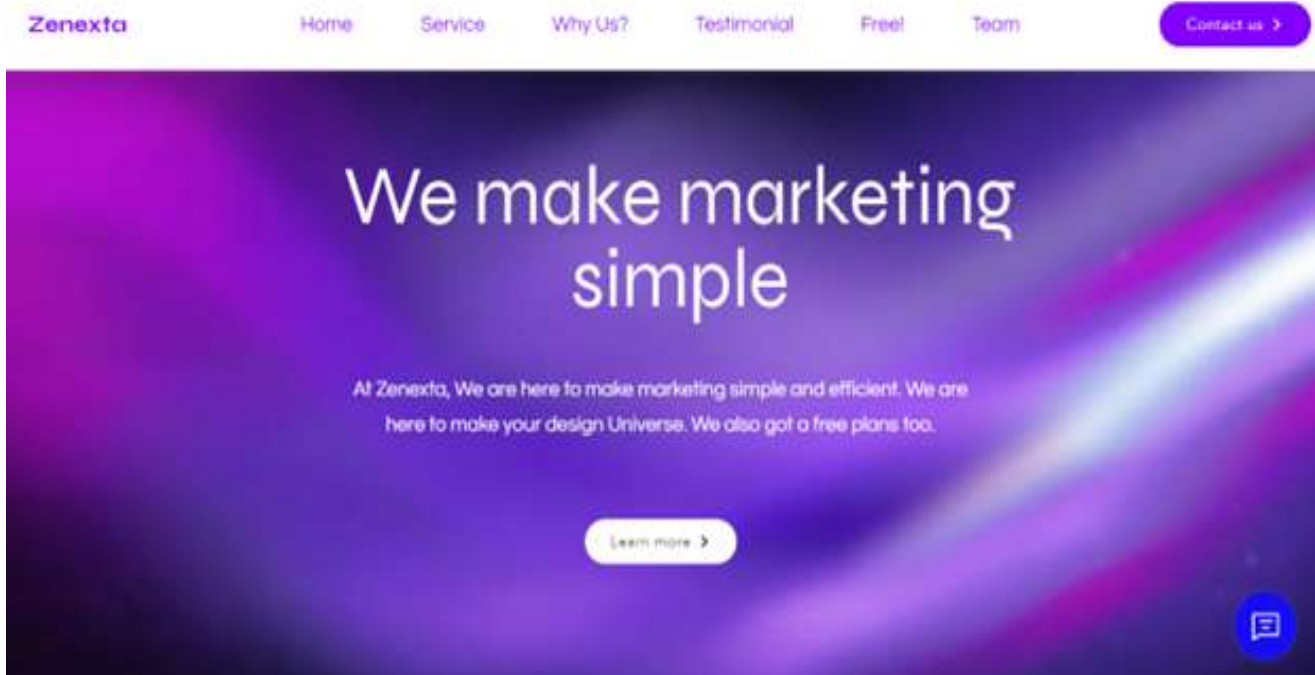 Zenexta
Home
Service
Why Us?
Testimonial
Free!
Team
Contact us
We make marketing
simple
At Zenexta, We are here to make marketing simple and efficient. We are
here to make your design Universe. We also got a free plans too.
Learn more